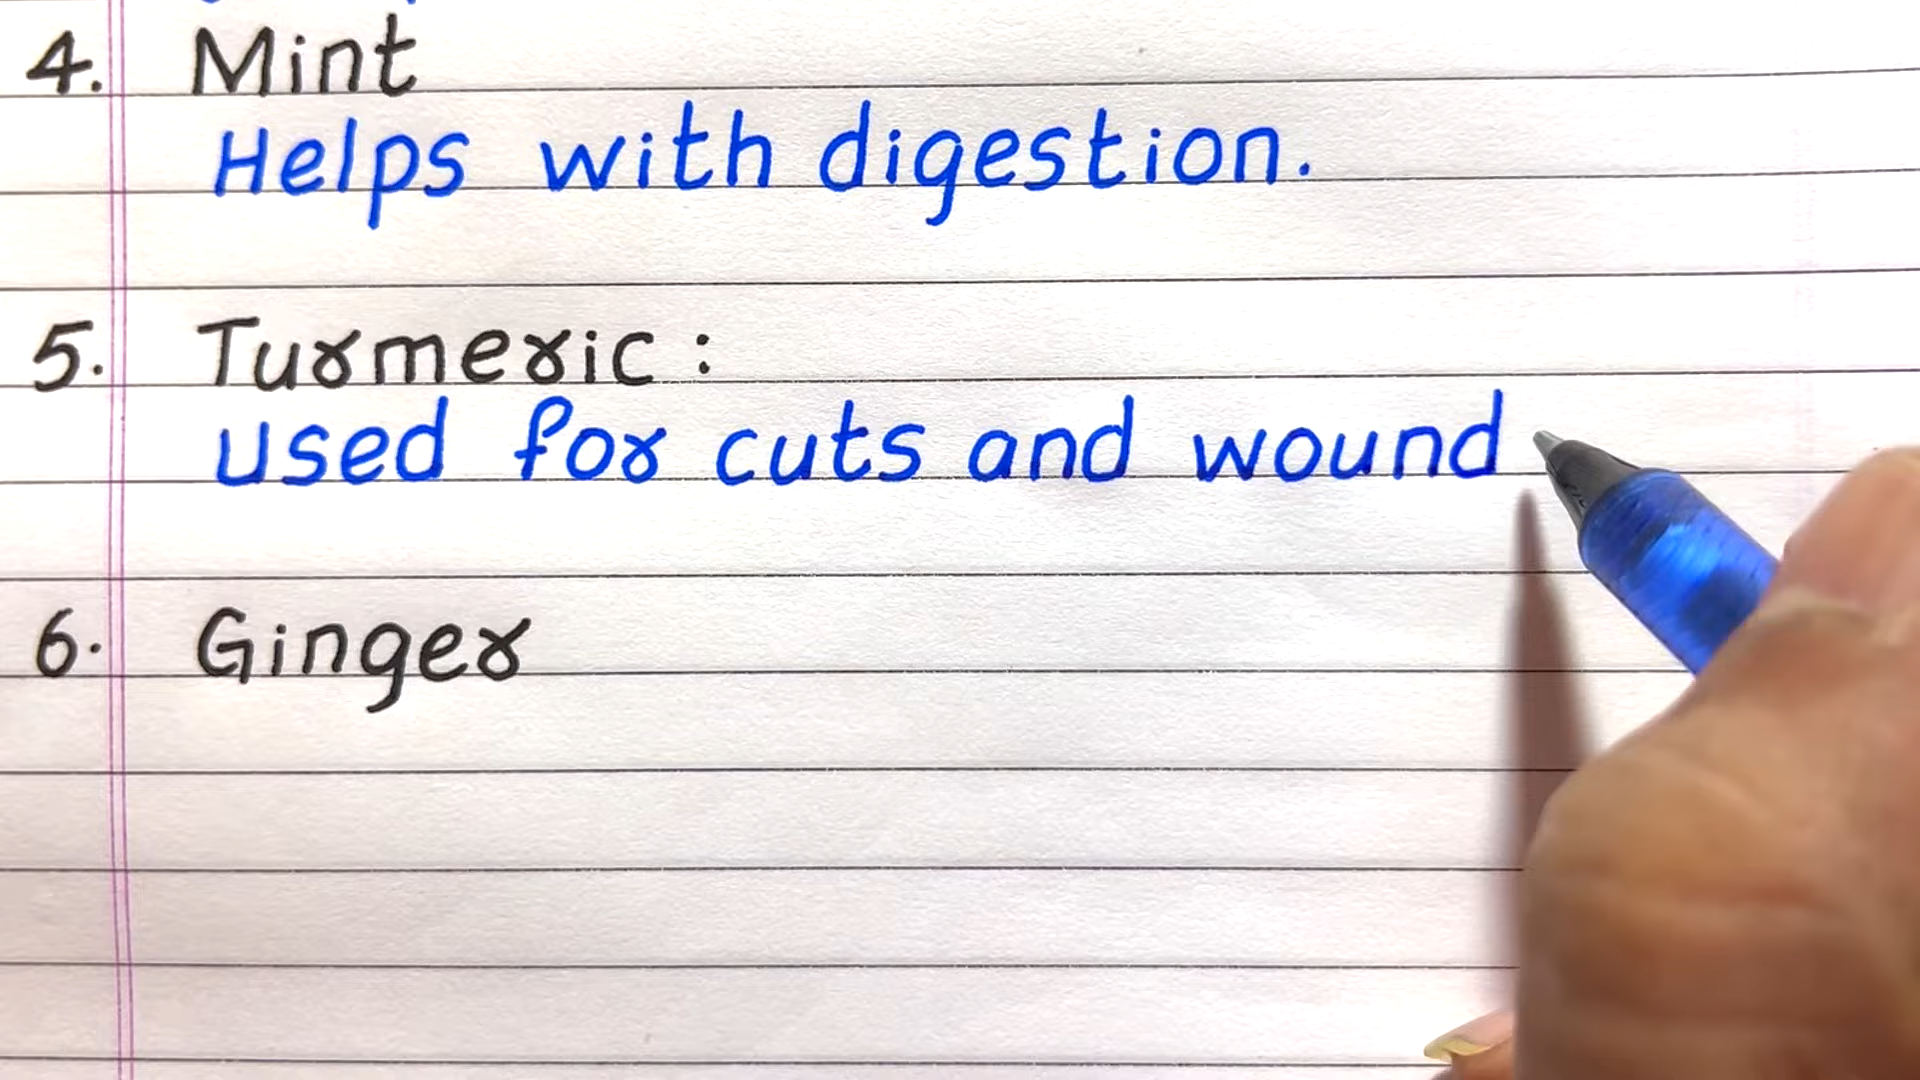 4. Mint
Helps with digestion.
5. Turmeric :
used for cuts and wound
6. Ginger